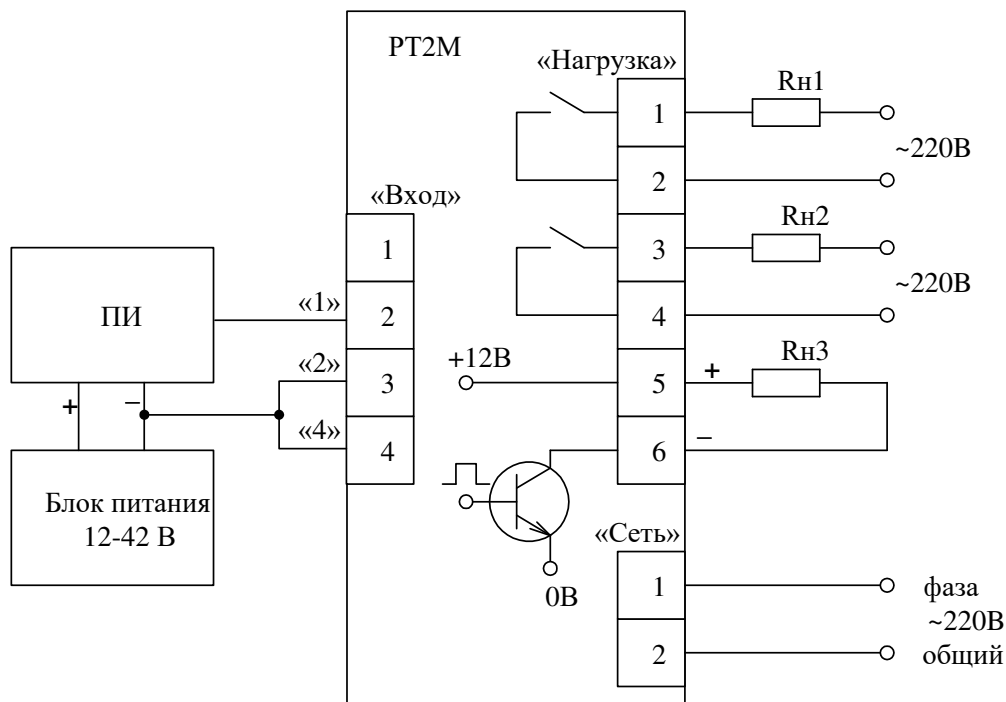 РТ2М
«Нагрузка»
Rн1
1
~220В
2
«Вход»
Rн2
1
3
~220В
ПИ
«1»
2
4
+12В
Rн3
«2»
3
5
+
+
–
«4»
4
6
–
Блок питания
12-42 В
«Сеть»
0В
1
фаза
~220В
2
общий